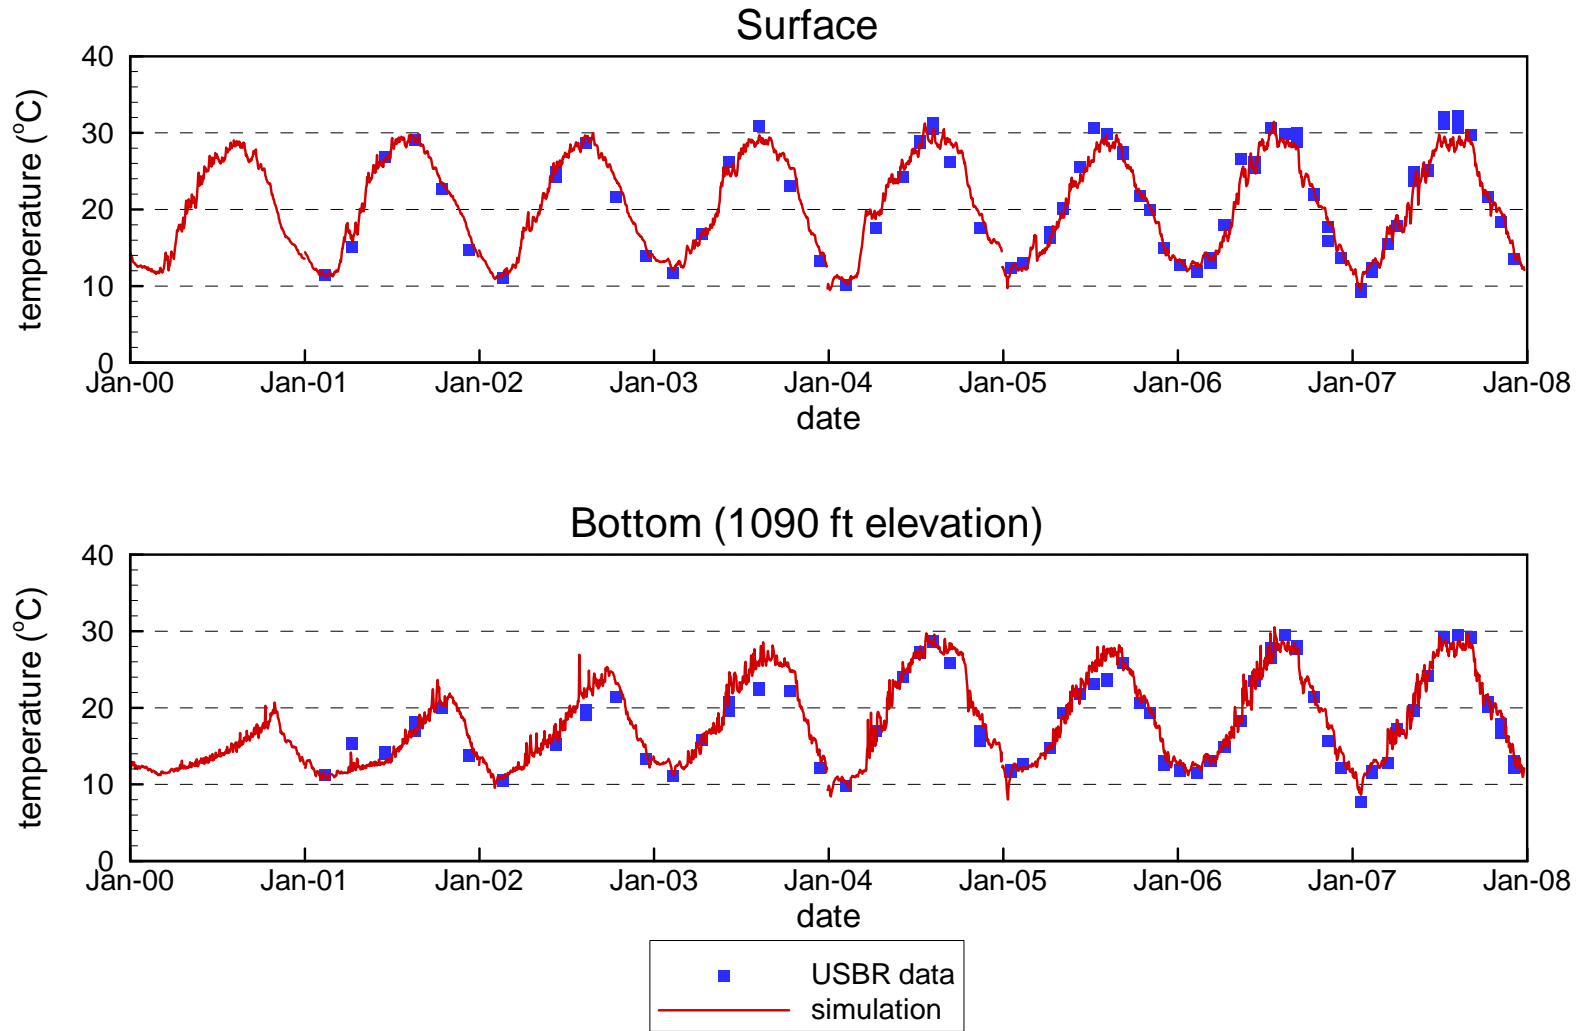 Surface
temperature (°C)
40
30
20
10
0
Jan-00 Jan-01 Jan-02 Jan-03 Jan-04 Jan-05 Jan-06 Jan-07 Jan-08
date
Bottom (1090 ft elevation)
temperature (°C)
40
30
20
10
0
Jan-00 Jan-01 Jan-02 Jan-03 Jan-04 Jan-05 Jan-06 Jan-07 Jan-08
date
USBR data
simulation